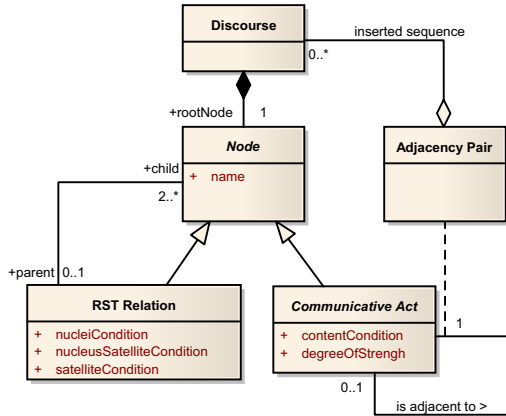 Discourse
inserted sequence
0..*
+rootNode 1
Node
+ name
Adjacency Pair
+child
2..*
+parent 0..1
RST Relation
+ nucleiCondition
+ nucleusSatelliteCondition
+ satelliteCondition
Communicative Act
+ contentCondition
+ degreeOfStrengh
1
0..1
is adjacent to >